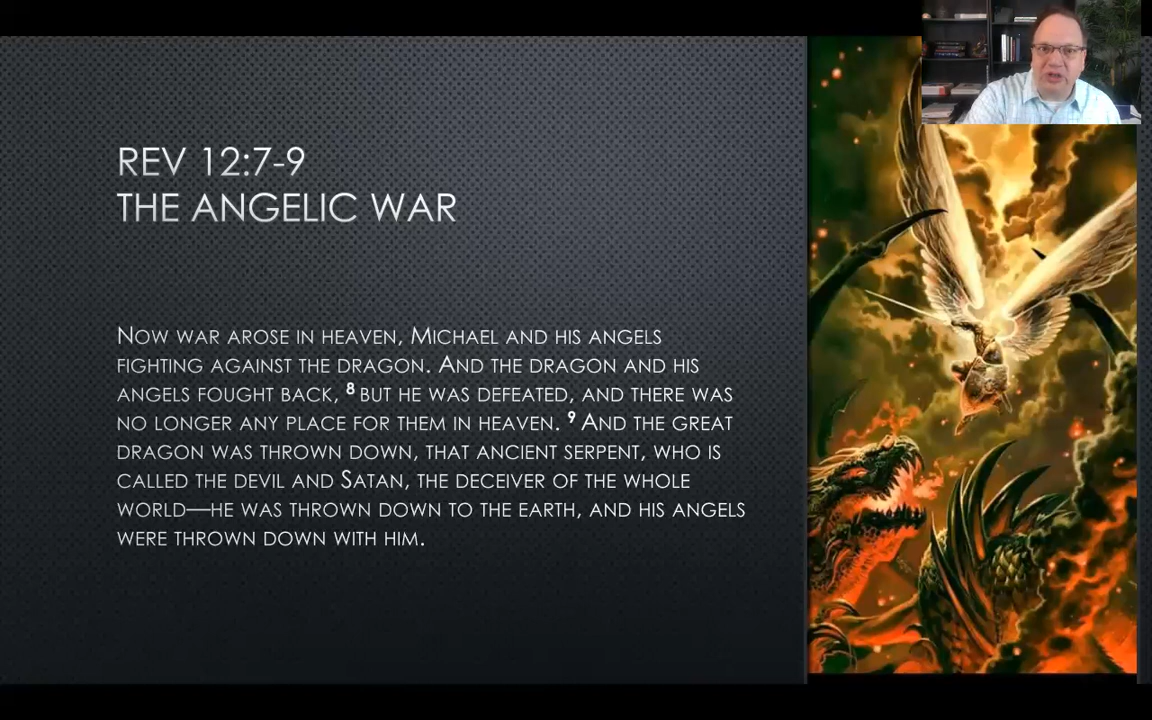 REV 12:7-9
THE ANGELIC WAR
NOW WAR AROSE IN HEAVEN, MICHAEL AND HIS ANGELS
FIGHTING AGAINST THE DRAGON. AND THE DRAGON AND HIS
ANGELS FOUGHT BACK, 8 BUT HE WAS DEFEATED, AND THERE WAS
NO LONGER ANY PLACE FOR THEM IN HEAVEN. 9 AND THE GREAT
DRAGON WAS THROWN DOWN, THAT ANCIENT SERPENT, WHO IS
CALLED THE DEVIL AND SATAN, THE DECEIVER OF THE WHOLE
WORLD—HE WAS THROWN DOWN TO THE EARTH, AND HIS ANGELS
WERE THROWN DOWN WITH HIM.